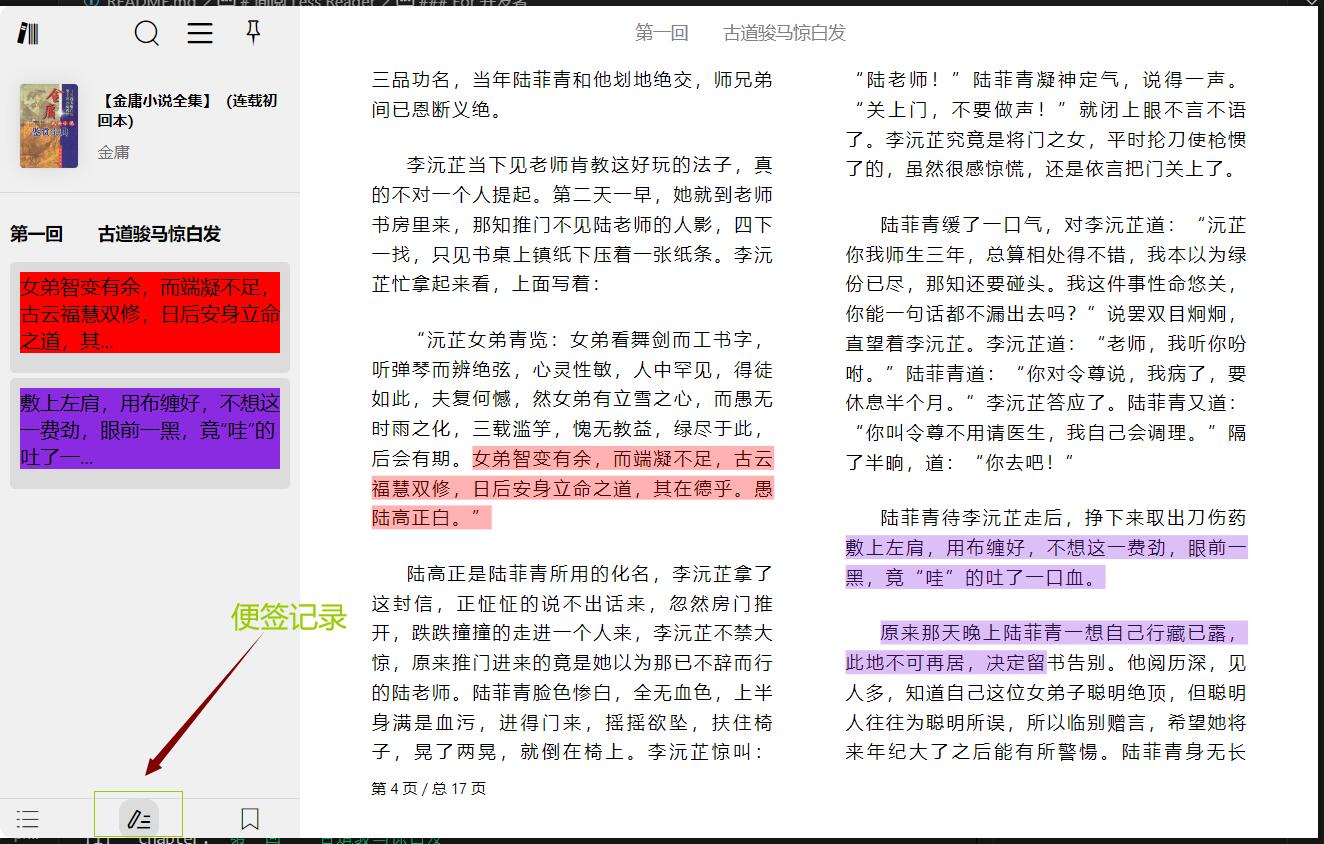 README.md
第一回 古道骏马惊白发
【金庸小说全集】（连载初
回本）
金庸
第一回 古道骏马惊白发
女弟智变有余，而端凝不足，
古云福慧双修，日后安身立命
之道，其...
敷上左肩，用布缠好，不想这
一费劲，眼前一黑，竟“哇”的
吐了一...
便签记录
三品功名，当年陆菲青和他划地绝交，师兄弟
间已恩断义绝。
李沅芷当下见老师肯教这好玩的法子，真
的不对一个人提起。第二天一早，她就到老师
书房里来，那知推门不见陆老师的人影，四下
一找，只见书桌上镇纸下压着一张纸条。李沅
芷忙拿起来看，上面写着：
“沅芷女弟青览：女弟看舞剑而工书字，
听弹琴而辨绝弦，心灵性敏，人中罕见，得徒
如此，夫复何憾，然女弟有立雪之心，而愚无
时雨之化，三载滥竽，愧无教益，绿尽于此，
后会有期。女弟智变有余，而端凝不足，古云
福慧双修，日后安身立命之道，其在德乎。愚
陆高正白。”
陆高正是陆菲青所用的化名，李沅芷拿了
这封信，正怔怔的说不出话来，忽然房门推
开，跌跌撞撞的走进一个人来，李沅芷不禁大
惊，原来推门进来的竟是她以为那已不辞而行
的陆老师。陆菲青脸色惨白，全无血色，上半
身满是血污，进得门来，摇摇欲坠，扶住椅
子，晃了两晃，就倒在椅上。李沅芷惊叫：
第 4 页 / 总 17 页
“陆老师！”陆菲青凝神定气，说得一声。
“关上门，不要做声！”就闭上眼不言不语
了。李沅芷究竟是将门之女，平时抡刀使枪惯
了的，虽然很感惊慌，还是依言把门关上了。
陆菲青缓了一口气，对李沅芷道：“沅芷
你我师生三年，总算相处得不错，我本以为绿
份已尽，那知还要碰头。我这件事性命悠关，
你能一句话都不漏出去吗？”说罢双目炯炯，
直望着李沅芷。李沅芷道：“老师，我听你吩
咐。”陆菲青道：“你对令尊说，我病了，要
休息半个月。”李沅芷答应了。陆菲青又道：
“你叫令尊不用请医生，我自己会调理。”隔
了半晌，道：“你去吧！”
陆菲青待李沅芷走后，挣下来取出刀伤药
敷上左肩，用布缠好，不想这一费劲，眼前一
黑，竟“哇”的吐了一口血。
原来那天晚上陆菲青一想自己行藏已露，
此地不可再居，决定留书告别。他阅历深，见
人多，知道自己这位女弟子聪明绝顶，但聪明
人往往为聪明所误，所以临别赠言，希望她将
来年纪大了之后能有所警惕。陆菲青身无长